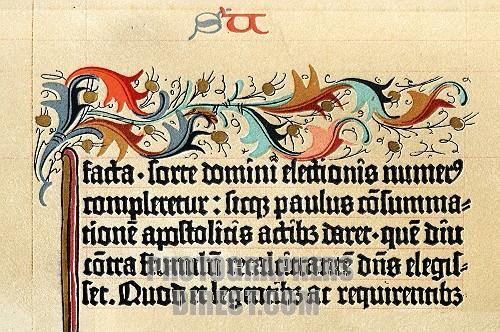 facta · sorte domini electionis numerꝰ
compleretur : sicqꝫ paulus cōsumma-
tionē apostolicis actibꝫ daret · quē diu
cōtra stimulū recalcitrantē dn̄s elegis-
set. Quod et legentibꝫ ac requirentibꝫ